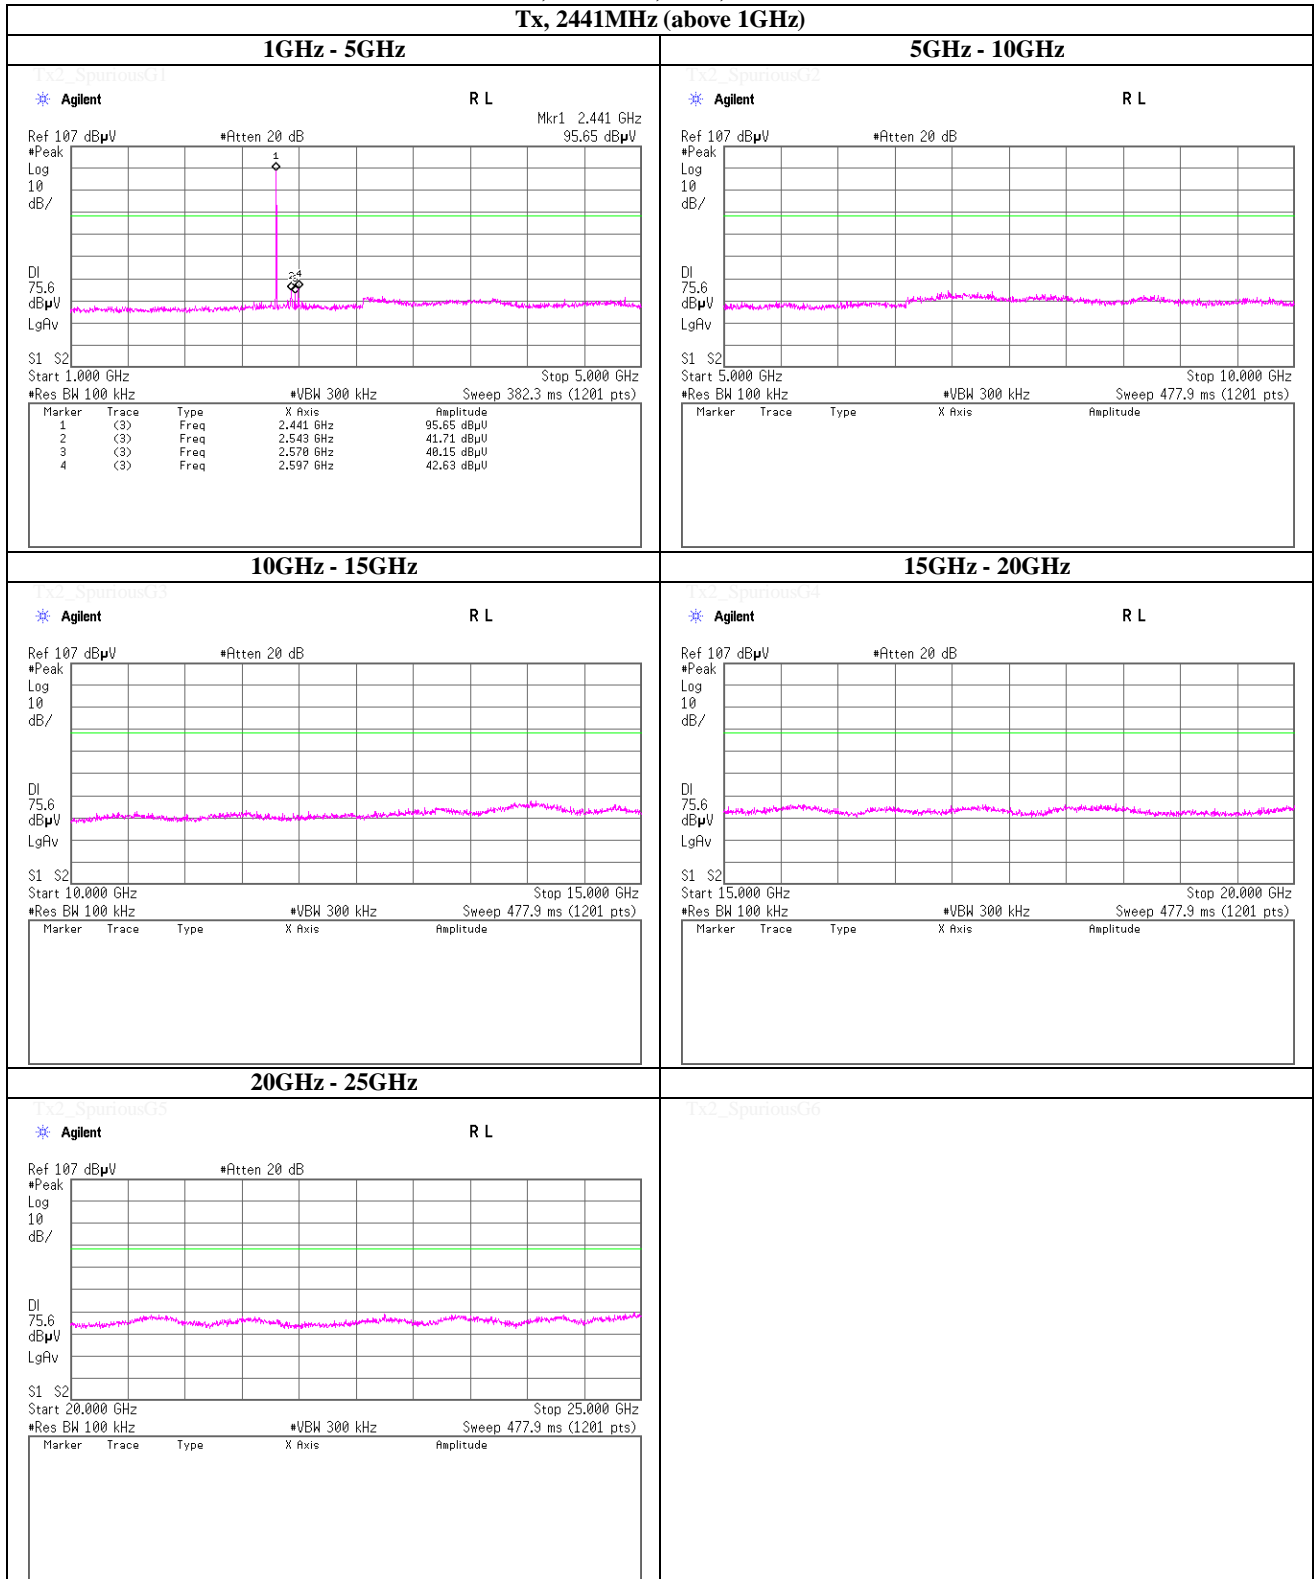 Tx, 2441MHz (above 1GHz)
1GHz - 5GHz
5GHz - 10GHz
Tx2_SpuriousG1
Agilent
R L
Mkr1 2.441 GHz
Ref 107 dBµV
#Atten 20 dB
95.65 dBµV
#Peak
Log
10
dB/
1
2
4
DI
75.6
dBµV
LgAv
S1 S2
Start 1.000 GHz
Stop 5.000 GHz
#Res BW 100 kHz
#VBW 300 kHz
Sweep 382.3 ms (1201 pts)
Marker Trace Type X Axis Amplitude
1 (3) Freq 2.441 GHz 95.65 dBµV
2 (3) Freq 2.543 GHz 41.71 dBµV
3 (3) Freq 2.570 GHz 40.15 dBµV
4 (3) Freq 2.597 GHz 42.63 dBµV
Tx2_SpuriousG2
Agilent
R L
Ref 107 dBµV
#Atten 20 dB
#Peak
Log
10
dB/
DI
75.6
dBµV
LgAv
S1 S2
Start 5.000 GHz
Stop 10.000 GHz
#Res BW 100 kHz
#VBW 300 kHz
Sweep 477.9 ms (1201 pts)
Marker Trace Type X Axis Amplitude
10GHz - 15GHz
15GHz - 20GHz
Tx2_SpuriousG3
Agilent
R L
Ref 107 dBµV
#Atten 20 dB
#Peak
Log
10
dB/
DI
75.6
dBµV
LgAv
S1 S2
Start 10.000 GHz
Stop 15.000 GHz
#Res BW 100 kHz
#VBW 300 kHz
Sweep 477.9 ms (1201 pts)
Marker Trace Type X Axis Amplitude
Tx2_SpuriousG4
Agilent
R L
Ref 107 dBµV
#Atten 20 dB
#Peak
Log
10
dB/
DI
75.6
dBµV
LgAv
S1 S2
Start 15.000 GHz
Stop 20.000 GHz
#Res BW 100 kHz
#VBW 300 kHz
Sweep 477.9 ms (1201 pts)
Marker Trace Type X Axis Amplitude
20GHz - 25GHz
Tx2_SpuriousG5
Agilent
R L
Ref 107 dBµV
#Atten 20 dB
#Peak
Log
10
dB/
DI
75.6
dBµV
LgAv
S1 S2
Start 20.000 GHz
Stop 25.000 GHz
#Res BW 100 kHz
#VBW 300 kHz
Sweep 477.9 ms (1201 pts)
Marker Trace Type X Axis Amplitude
Tx2_SpuriousG6